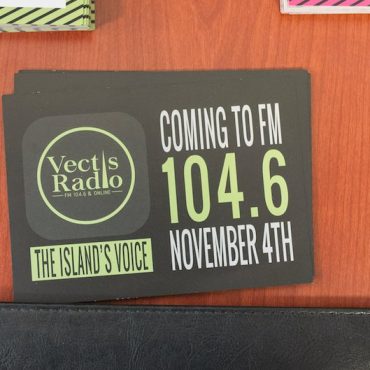 Vectis
Radio
FM 104.6 & ONLINE
THE ISLAND'S VOICE
COMING TO FM
104.6
NOVEMBER 4TH